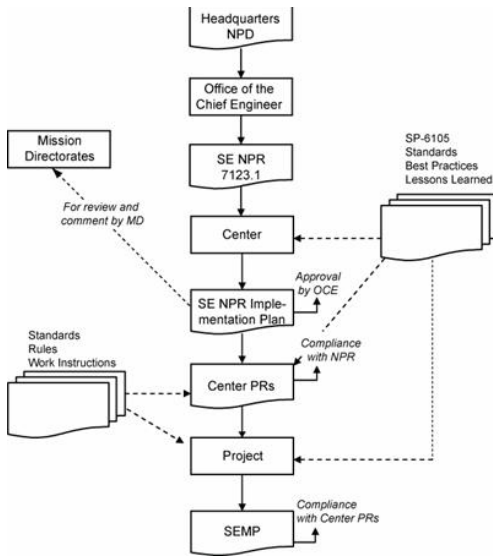 Headquarters
NPD
Office of the
Chief Engineer
Mission
Directorates
SE NPR
7123.1
SP-6105
Standards
Best Practices
Lessons Learned
For review and
comment by MD
Center
Approval
by OCE
SE NPR Imple-
mentation Plan
Standards
Rules
Work Instructions
Compliance
with NPR
Center PRs
Project
SEMP
Compliance
with Center PRs